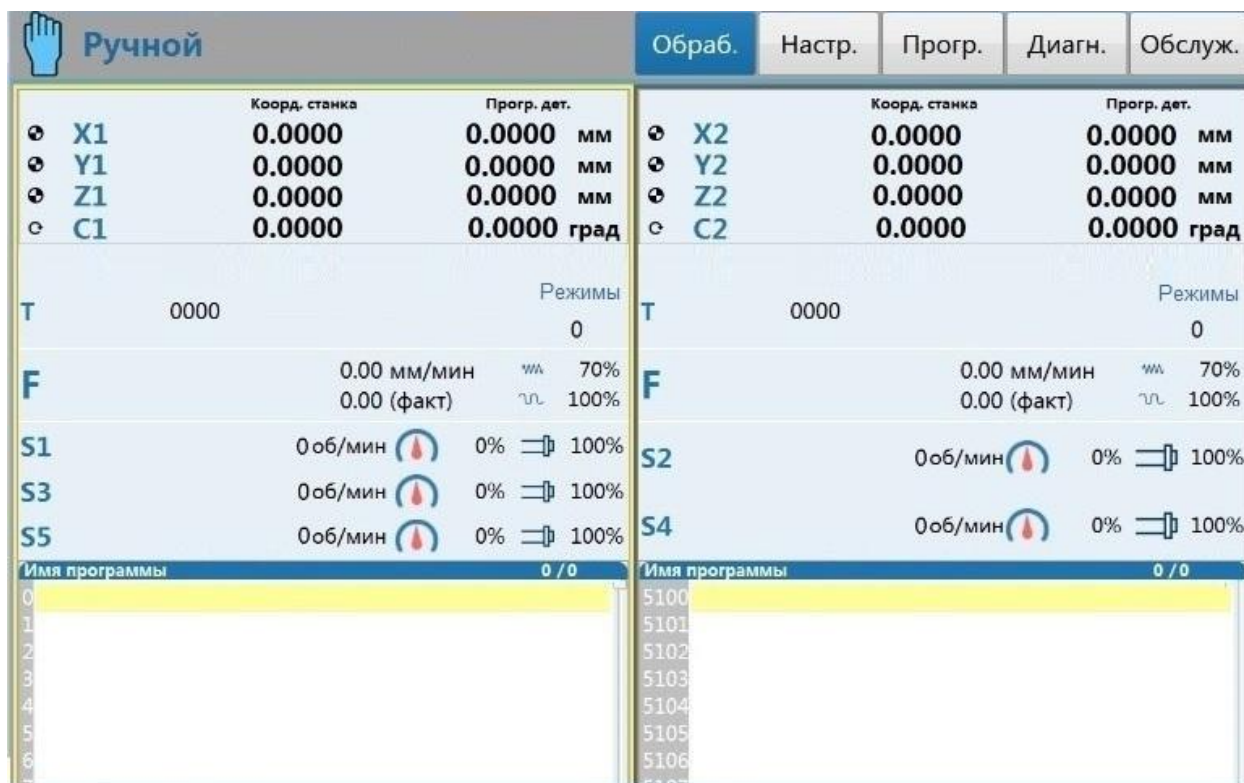 Ручной
Обраб. Настр. Прогр. Диагн. Обслуж.
Коорд. станка Прогр. дет.
X1 0.0000 0.0000 мм
Y1 0.0000 0.0000 мм
Z1 0.0000 0.0000 мм
C1 0.0000 0.0000 град
T 0000 Режимы
0
F 0.00 мм/мин 70%
0.00 (факт) 100%
S1 0 об/мин 0% 100%
S3 0об/мин 0% 100%
S5 0об/мин 0% 100%
Имя программы 0 / 0
0
1
2
3
4
5
6
Коорд. станка Прогр. дет.
X2 0.0000 0.0000 мм
Y2 0.0000 0.0000 мм
Z2 0.0000 0.0000 мм
C2 0.0000 0.0000 град
T 0000 Режимы
0
F 0.00 мм/мин 70%
0.00 (факт) 100%
S2 0об/мин 0% 100%
S4 0об/мин 0% 100%
Имя программы 0 / 0
5100
5101
5102
5103
5104
5105
5106